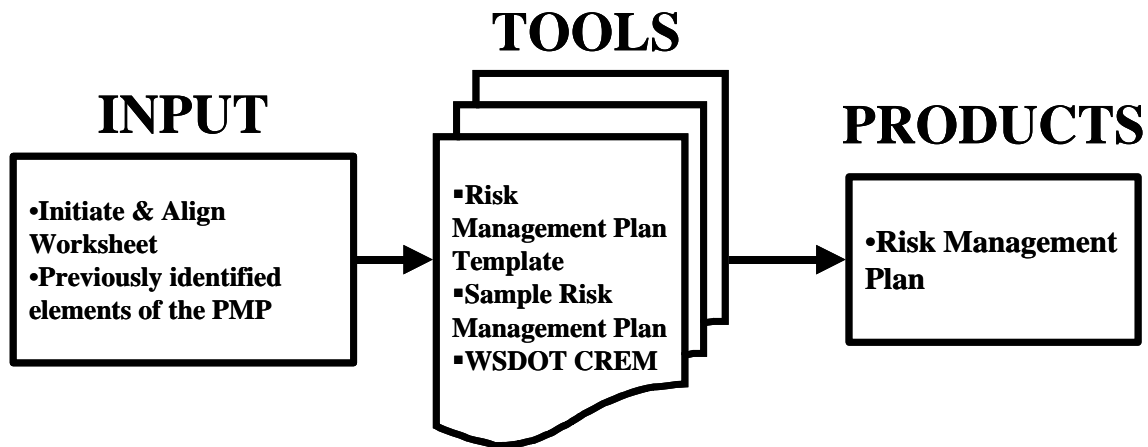 INPUT
•Initiate & Align
Worksheet
•Previously identified
elements of the PMP
TOOLS
▪Risk
Management Plan
Template
▪Sample Risk
Management Plan
▪WSDOT CREM
PRODUCTS
•Risk Management
Plan